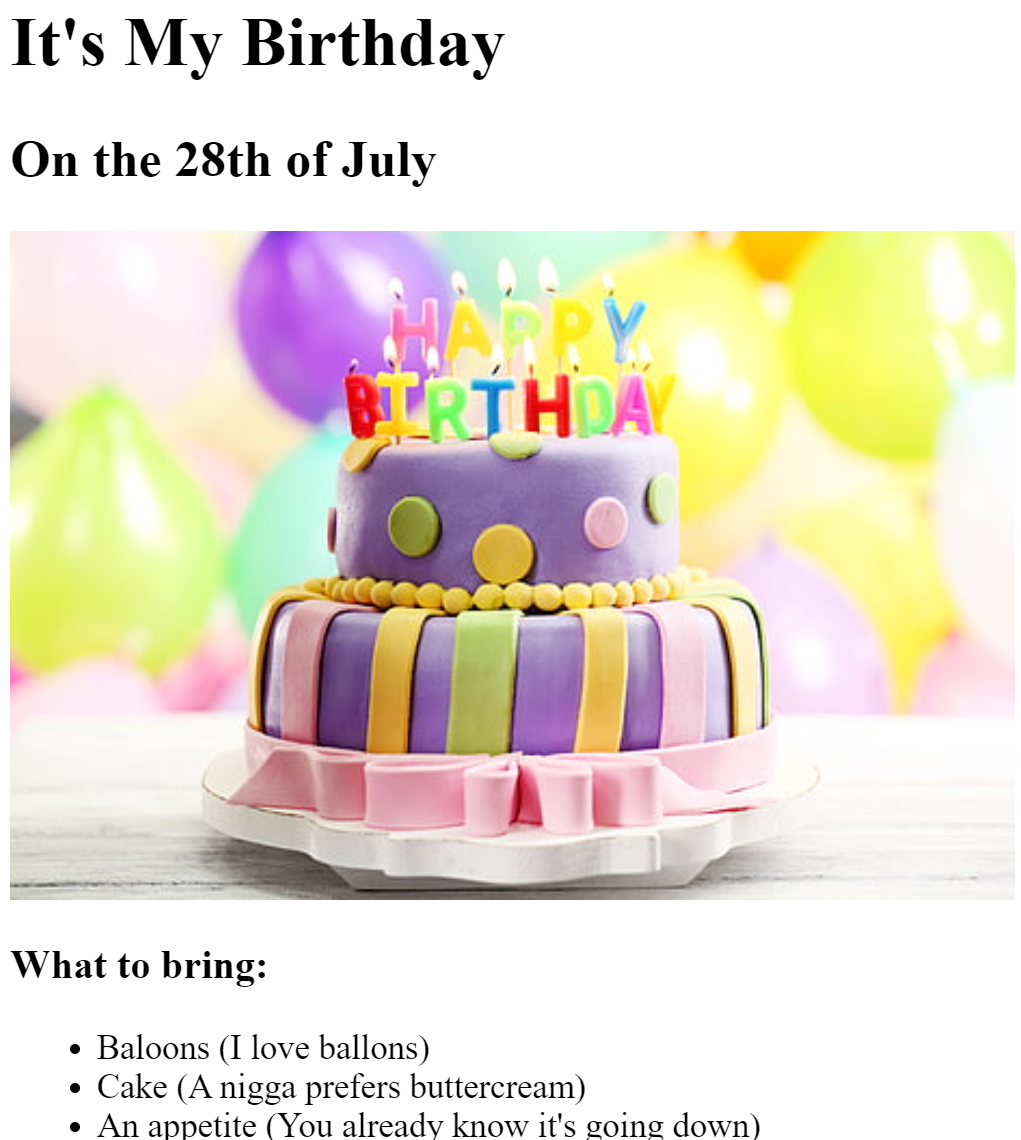 It's My Birthday
On the 28th of July
HAPPY
BIRTHDAY
What to bring:
Baloons (I love ballons)
Cake (A nigga prefers buttercream)
An appetite (You already know it's going down)